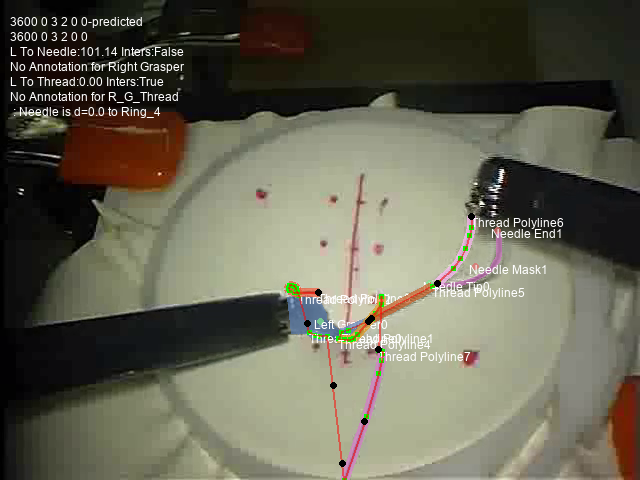 3600 0 3 2 0 0-predicted
3600 0 3 2 0 0
L To Needle:101.14 Inters:False
No Annotation for Right Grasper
L To Thread:0.00 Inters:True
No Annotation for R_G_Thread
: Needle is d=0.0 to Ring_4
Thread Polyline6
Needle End1
Needle Mask1
Thread Polyline5
Left
Thread Polyline4
Thread Polyline7